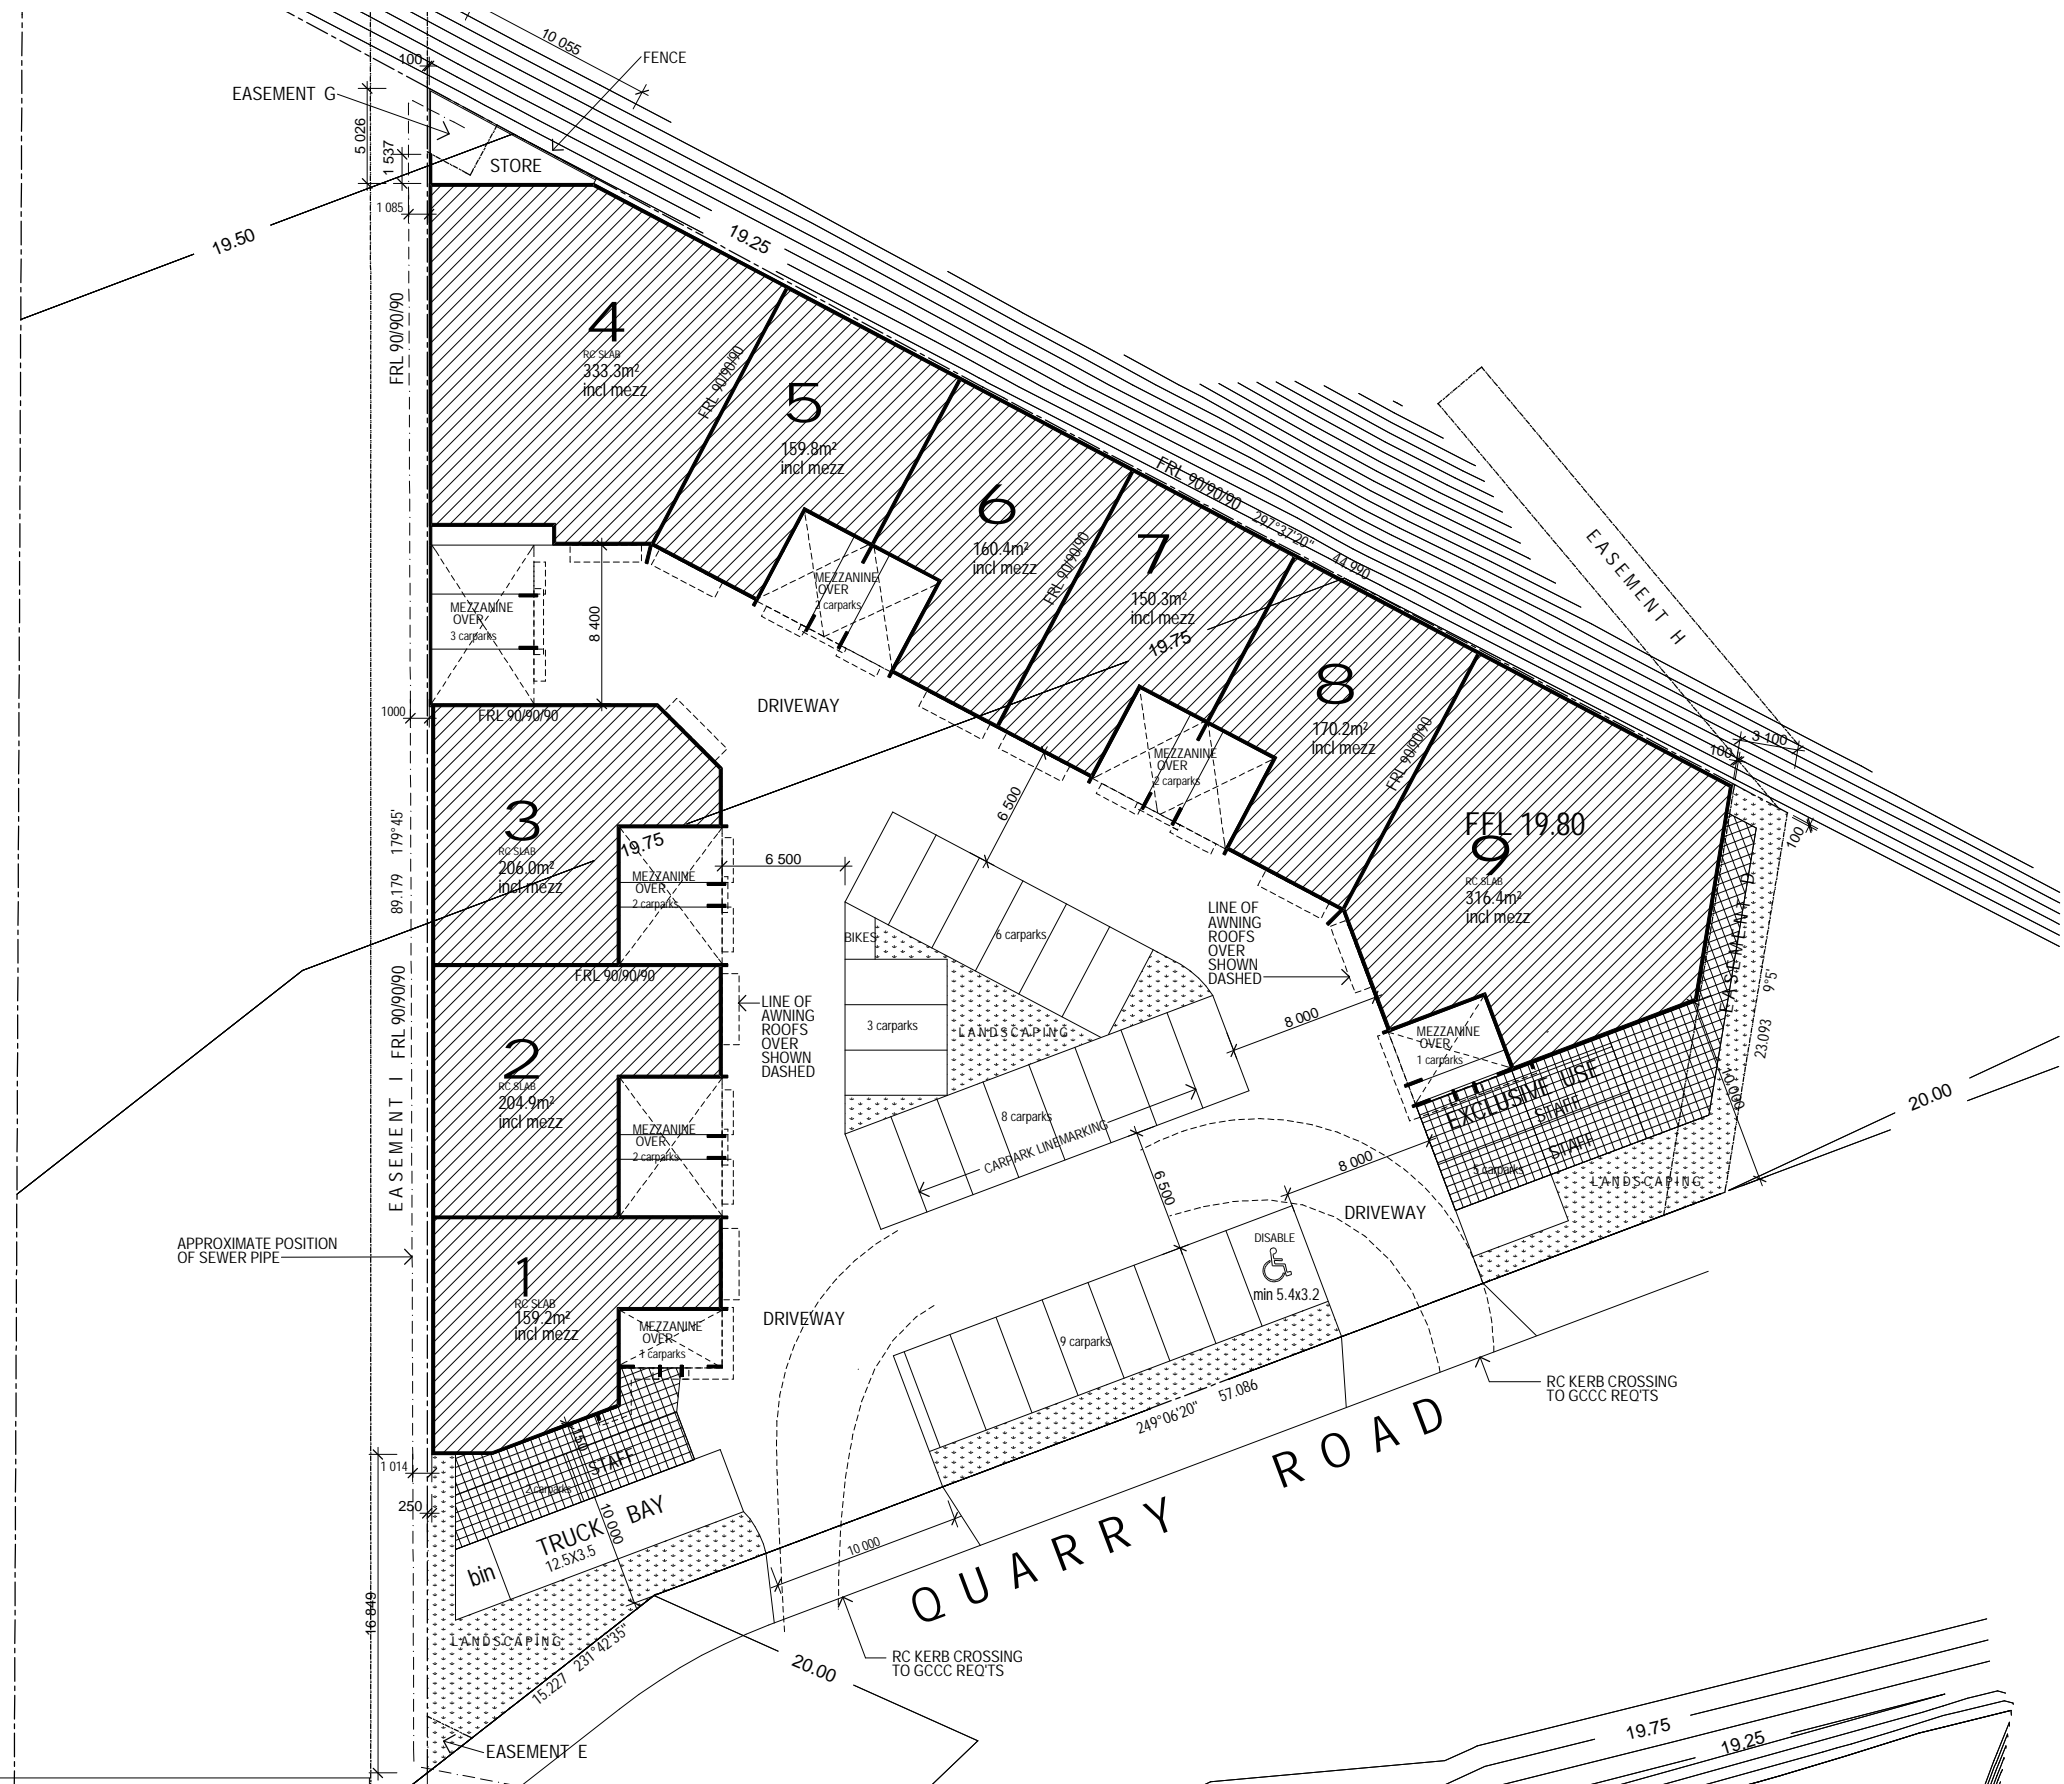 10 055
FENCE
100
EASEMENT G
5 026
1 537
STORE
1 085
19.50
19.25
FRL 90/90/90
4
RC SLAB
333.3m²
incl mezz
FRL 90/90/90
5
159.8m²
incl mezz
6
160.4m²
incl mezz
FRL 90/90/90
FRL 90/90/90
297°37'20"
44 990
7
150.3m²
incl mezz
19.75
EASEMENT H
MEZZANINE
OVER
3 carparks
8 400
MEZZANINE
OVER
carparks
8
170.2m²
incl mezz
FRL 90/90/90
1000
FRL 90/90/90
DRIVEWAY
MEZZANINE
OVER
2 carparks
100
3 100
100
6 500
FFL 19.80
9
RC SLAB
316.4m²
incl mezz
3
RC SLAB
206.0m²
incl mezz
19.75
MEZZANINE
OVER
2 carparks
6 500
89.179 179°45'
BIKES
6 carparks
LINE OF
AWNING
ROOFS
OVER
SHOWN
DASHED
EASEMENT D
9°5'
23.093
FRL 90/90/90
LINE OF
AWNING
ROOFS
OVER
SHOWN
DASHED
3 carparks
LANDSCAPING
8 000
MEZZANINE
OVER
1 carparks
EASEMENT I FRL 90/90/90
2
RC SLAB
204.9m²
incl mezz
MEZZANINE
OVER
2 carparks
8 carparks
CARPARK LINEMARKING
6 500
8 000
EXCLUSIVE USE
STAFF
STAFF
5 carparks
10,000
LANDSCAPING
20.00
APPROXIMATE POSITION
OF SEWER PIPE
DRIVEWAY
DISABLE
min 5.4x3.2
1
RC SLAB
159.2m²
incl mezz
MEZZANINE
OVER
1 carparks
DRIVEWAY
9 carparks
57.086
249°06'20"
RC KERB CROSSING
TO GCCC REQ'TS
1 014
250
150
STAFF
2 carparks
10 000
TRUCK BAY
12.5X3.5
bin
10 000
QUARRY ROAD
16 849
LANDSCAPING
15.227 231°42'35"
20.00
RC KERB CROSSING
TO GCCC REQ'TS
EASEMENT E
19.75
19.25